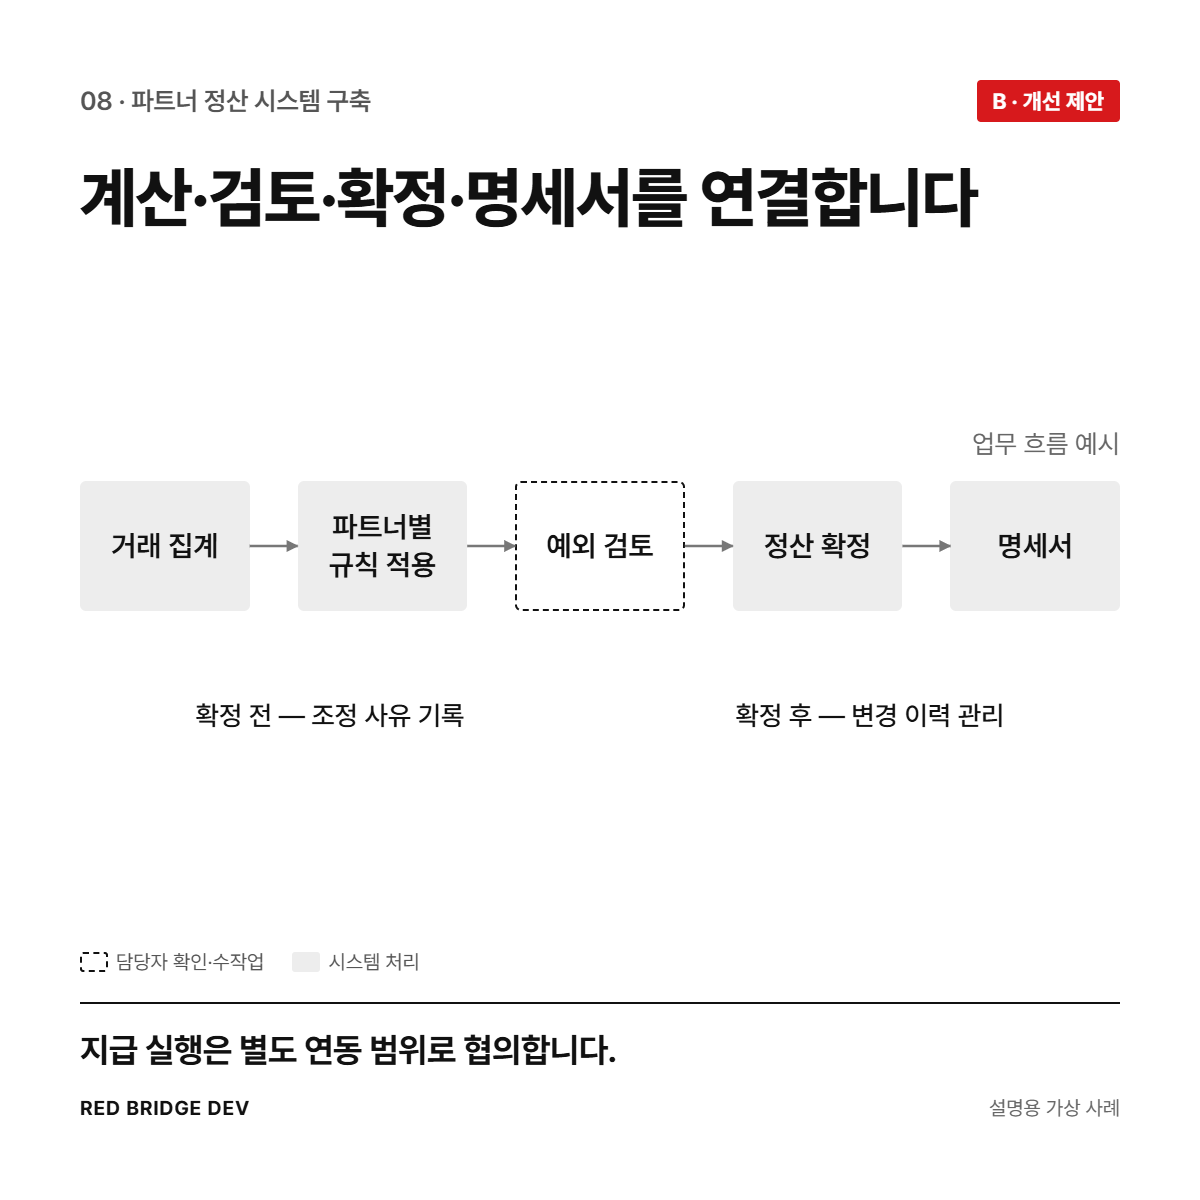 08 · 파트너 정산 시스템 구축
B · 개선 제안
계산·검토·확정·명세서를 연결합니다
업무 흐름 예시
거래 집계
파트너별
규칙 적용
예외 검토
정산 확정
명세서
확정 전 — 조정 사유 기록
확정 후 — 변경 이력 관리
담당자 확인·수작업
시스템 처리
지급 실행은 별도 연동 범위로 협의합니다.
RED BRIDGE DEV
설명용 가상 사례